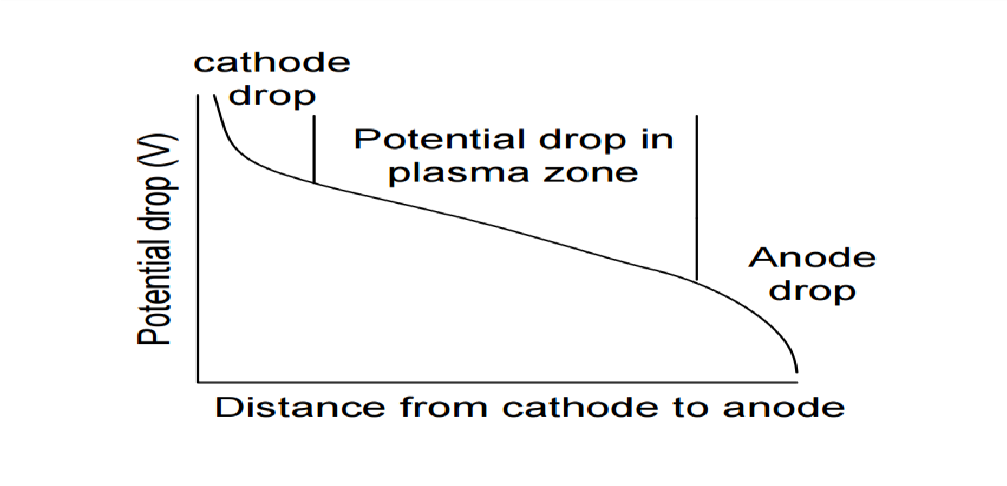 cathode
drop
Potential drop in
plasma zone
Anode
drop
Potential drop (V)
Distance from cathode to anode